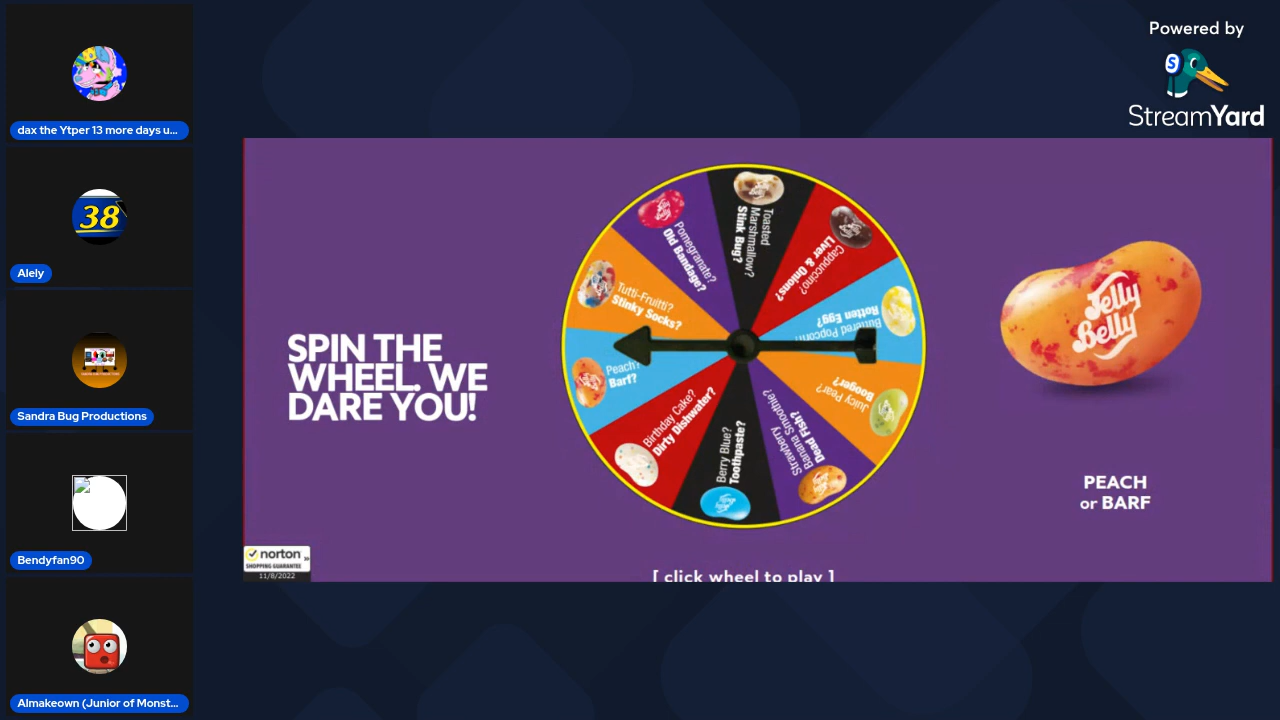 Powered by
S
StreamYard
dax the Ytper 13 more days u...
38
Alely
Sandra Bug Productions
Bendyfan90
Almakeown (Junior of Monst...
SPIN THE
WHEEL. WE
DARE YOU!
Toasted
Marshmallow?
Stink Bug?
Cappuccino?
Liver & Onions?
Buttered Popcorn?
Rotten Egg?
Juicy Pear?
Booger?
Strawberry
Banana Smoothie?
Dead Fish?
Berry Blue?
Toothpaste?
Birthday Cake?
Dirty Dishwater?
Peach?
Barf?
Tutti-Fruitti?
Stinky Socks?
Pomegranate?
Old Bandage?
Jelly
Belly
PEACH
or BARF
norton
SHOPPING GUARANTEE
11/8/2022
[ click wheel to play ]